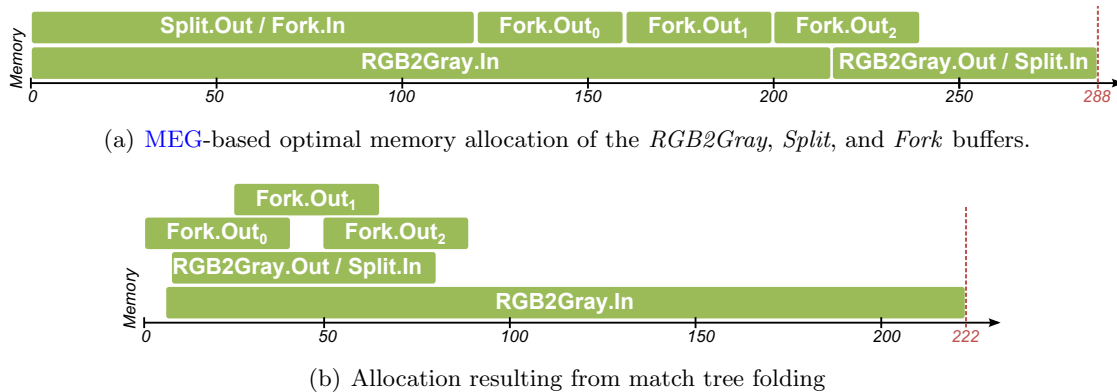 Memory
Split.Out / Fork.In Fork.Out₀ Fork.Out₁ Fork.Out₂
RGB2Gray.In RGB2Gray.Out / Split.In
0 50 100 150 200 250 288
(a) MEG-based optimal memory allocation of the RGB2Gray, Split, and Fork buffers.
Memory
Fork.Out₁
Fork.Out₀ Fork.Out₂
RGB2Gray.Out / Split.In
RGB2Gray.In
0 50 100 150 200 222
(b) Allocation resulting from match tree folding